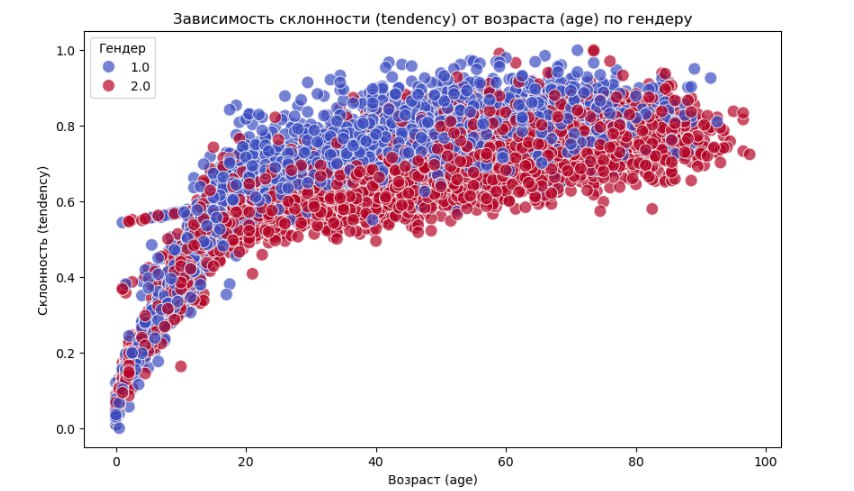 Зависимость склонности (tendency) от возраста (age) по гендеру
Гендер
1.0
2.0
1.0
0.8
0.6
0.4
0.2
0.0
Склонность (tendency)
0 20 40 60 80 100
Возраст (age)